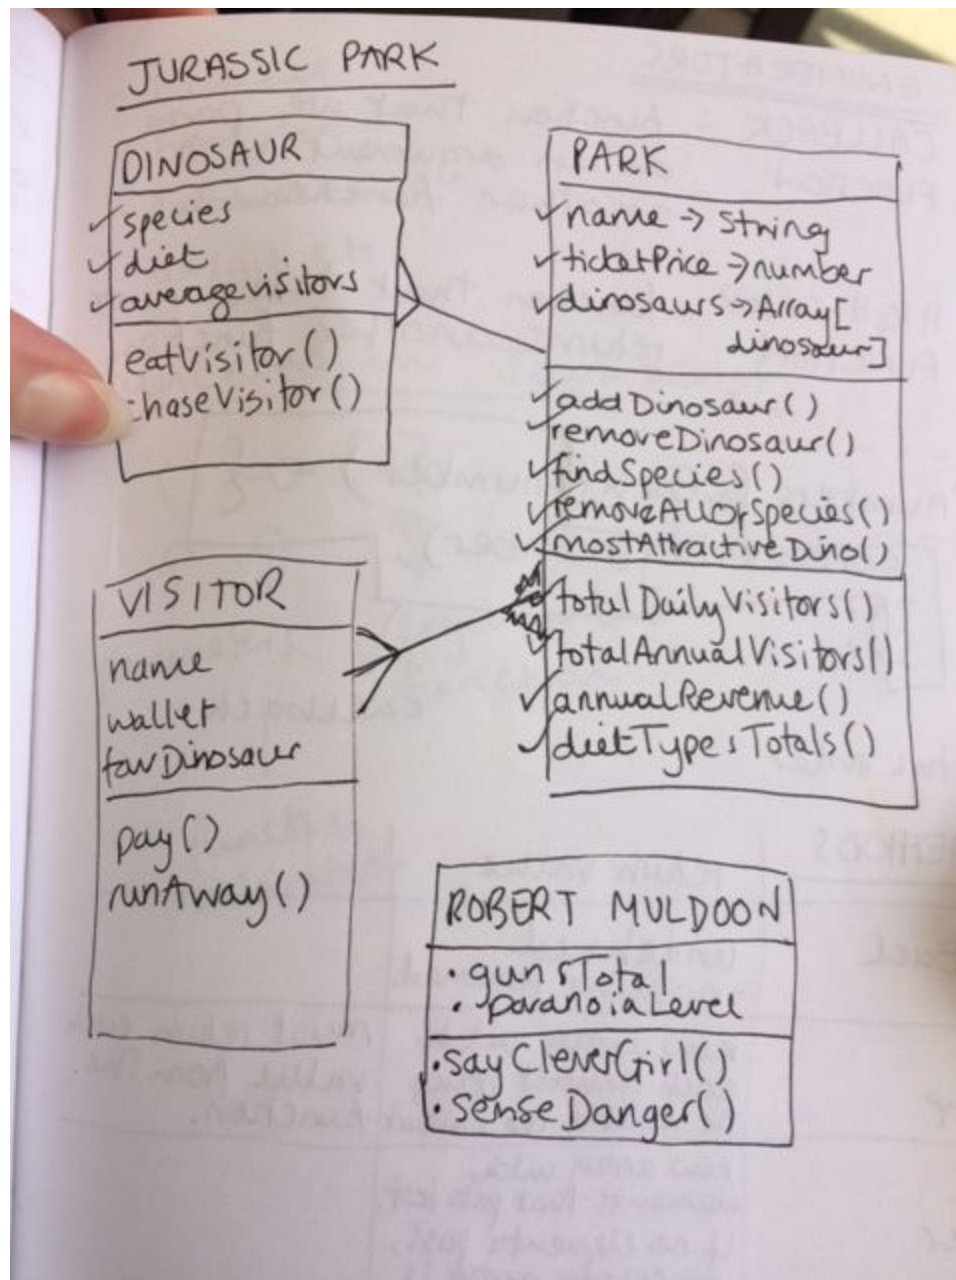 JURASSIC PARK
DINOSAUR
✓ species
✓ diet
✓ averageVisitors
eatVisitor()
chaseVisitor()
PARK
✓ name → String
✓ ticketPrice → number
✓ dinosaurs → Array[
dinosaur]
✓ addDinosaur()
✓ removeDinosaur()
✓ findSpecies()
✓ removeAllOfSpecies()
✓ mostAttractiveDino()
✓ totalDailyVisitors()
✓ totalAnnualVisitors()
✓ annualRevenue()
✓ dietTypesTotals()
VISITOR
name
wallet
favDinosaur
pay()
runAway()
ROBERT MULDOON
• gunsTotal
• paranoiaLevel
• sayCleverGirl()
• senseDanger()